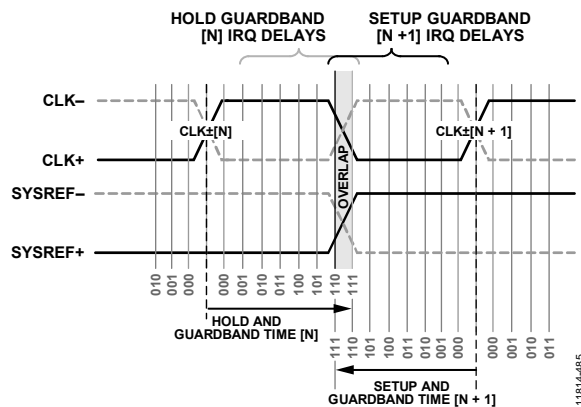 HOLD GUARDBAND
[N] IRQ DELAYS
SETUP GUARDBAND
[N +1] IRQ DELAYS
CLK–
CLK±[N]
CLK±[N + 1]
CLK+
SYSREF–
OVERLAP
SYSREF+
010 001 000 000 001 010 011 100 101 110 111
HOLD AND
GUARDBAND TIME [N]
111 110 101 100 011 010 001 000 000 001 010 011
SETUP AND
GUARDBAND TIME [N + 1]
11814-485